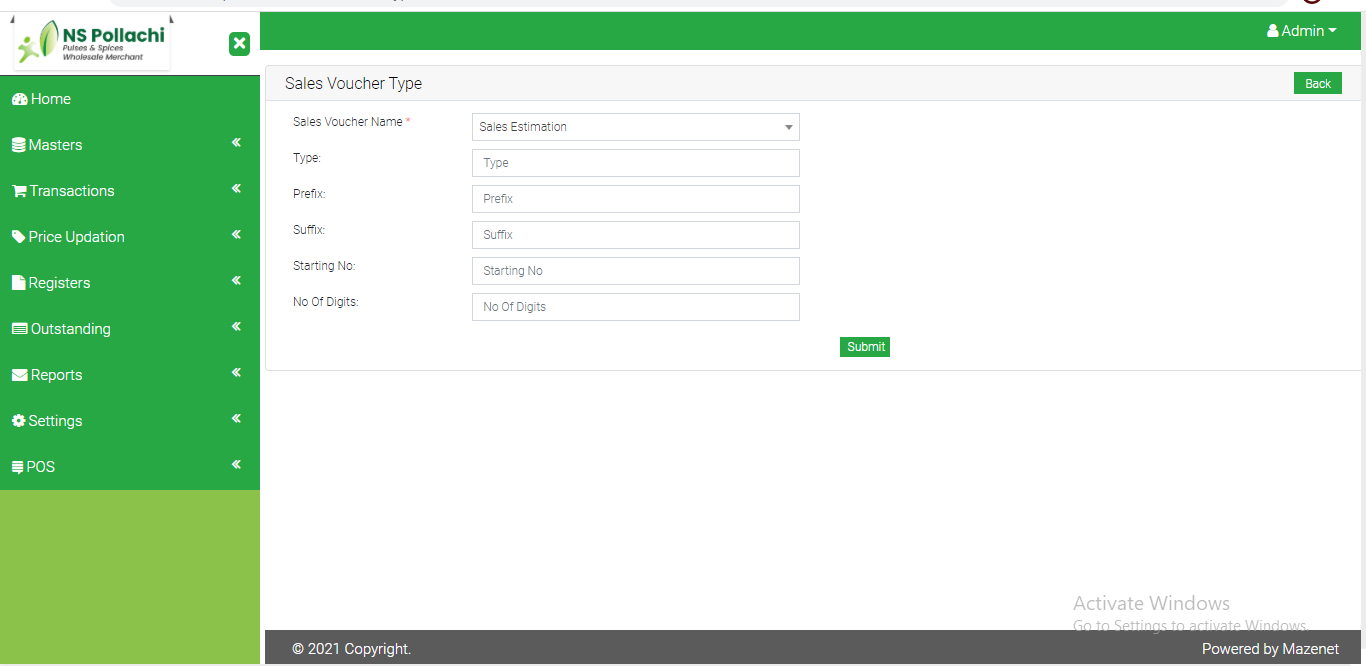 NS Pollachi
Pulses & Spices
Wholesale Merchant
Admin
Home
Masters
Transactions
Price Updation
Registers
Outstanding
Reports
Settings
POS
Sales Voucher Type
Back
Sales Voucher Name *
Sales Estimation
Type:
Type
Prefix:
Prefix
Suffix:
Suffix
Starting No:
Starting No
No Of Digits:
No Of Digits
Submit
Activate Windows
Go to Settings to activate Windows.
© 2021 Copyright.
Powered by Mazenet